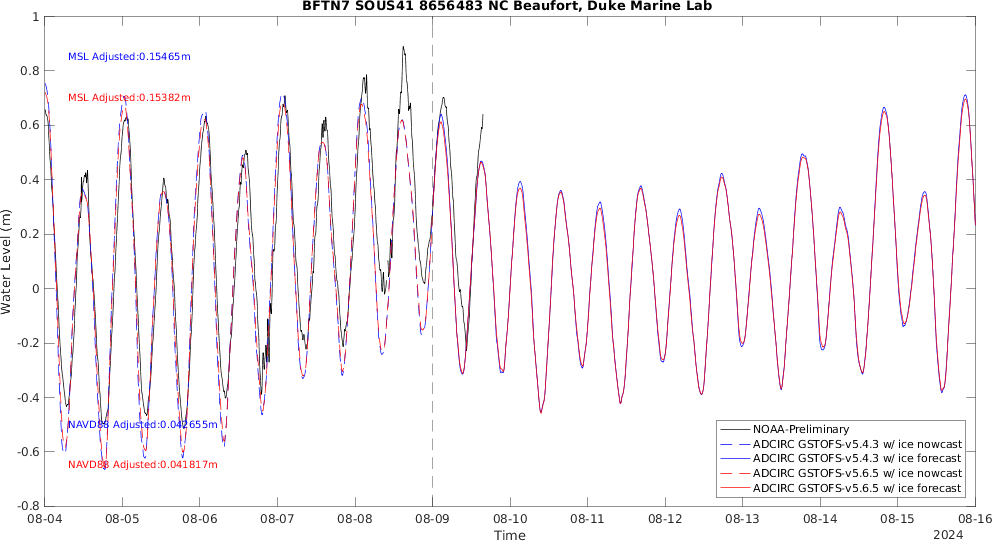 BFTN7 SOUS41 8656483 NC Beaufort, Duke Marine Lab
1
0.8
0.6
0.4
0.2
0
-0.2
-0.4
-0.6
-0.8
Water Level (m)
MSL Adjusted:0.15465m
MSL Adjusted:0.15382m
NAVD88 Adjusted:0.042655m
NAVD88 Adjusted:0.041817m
NOAA-Preliminary
ADCIRC GSTOFS-v5.4.3 w/ ice nowcast
ADCIRC GSTOFS-v5.4.3 w/ ice forecast
ADCIRC GSTOFS-v5.6.5 w/ ice nowcast
ADCIRC GSTOFS-v5.6.5 w/ ice forecast
08-04 08-05 08-06 08-07 08-08 08-09 08-10 08-11 08-12 08-13 08-14 08-15 08-16
Time
2024